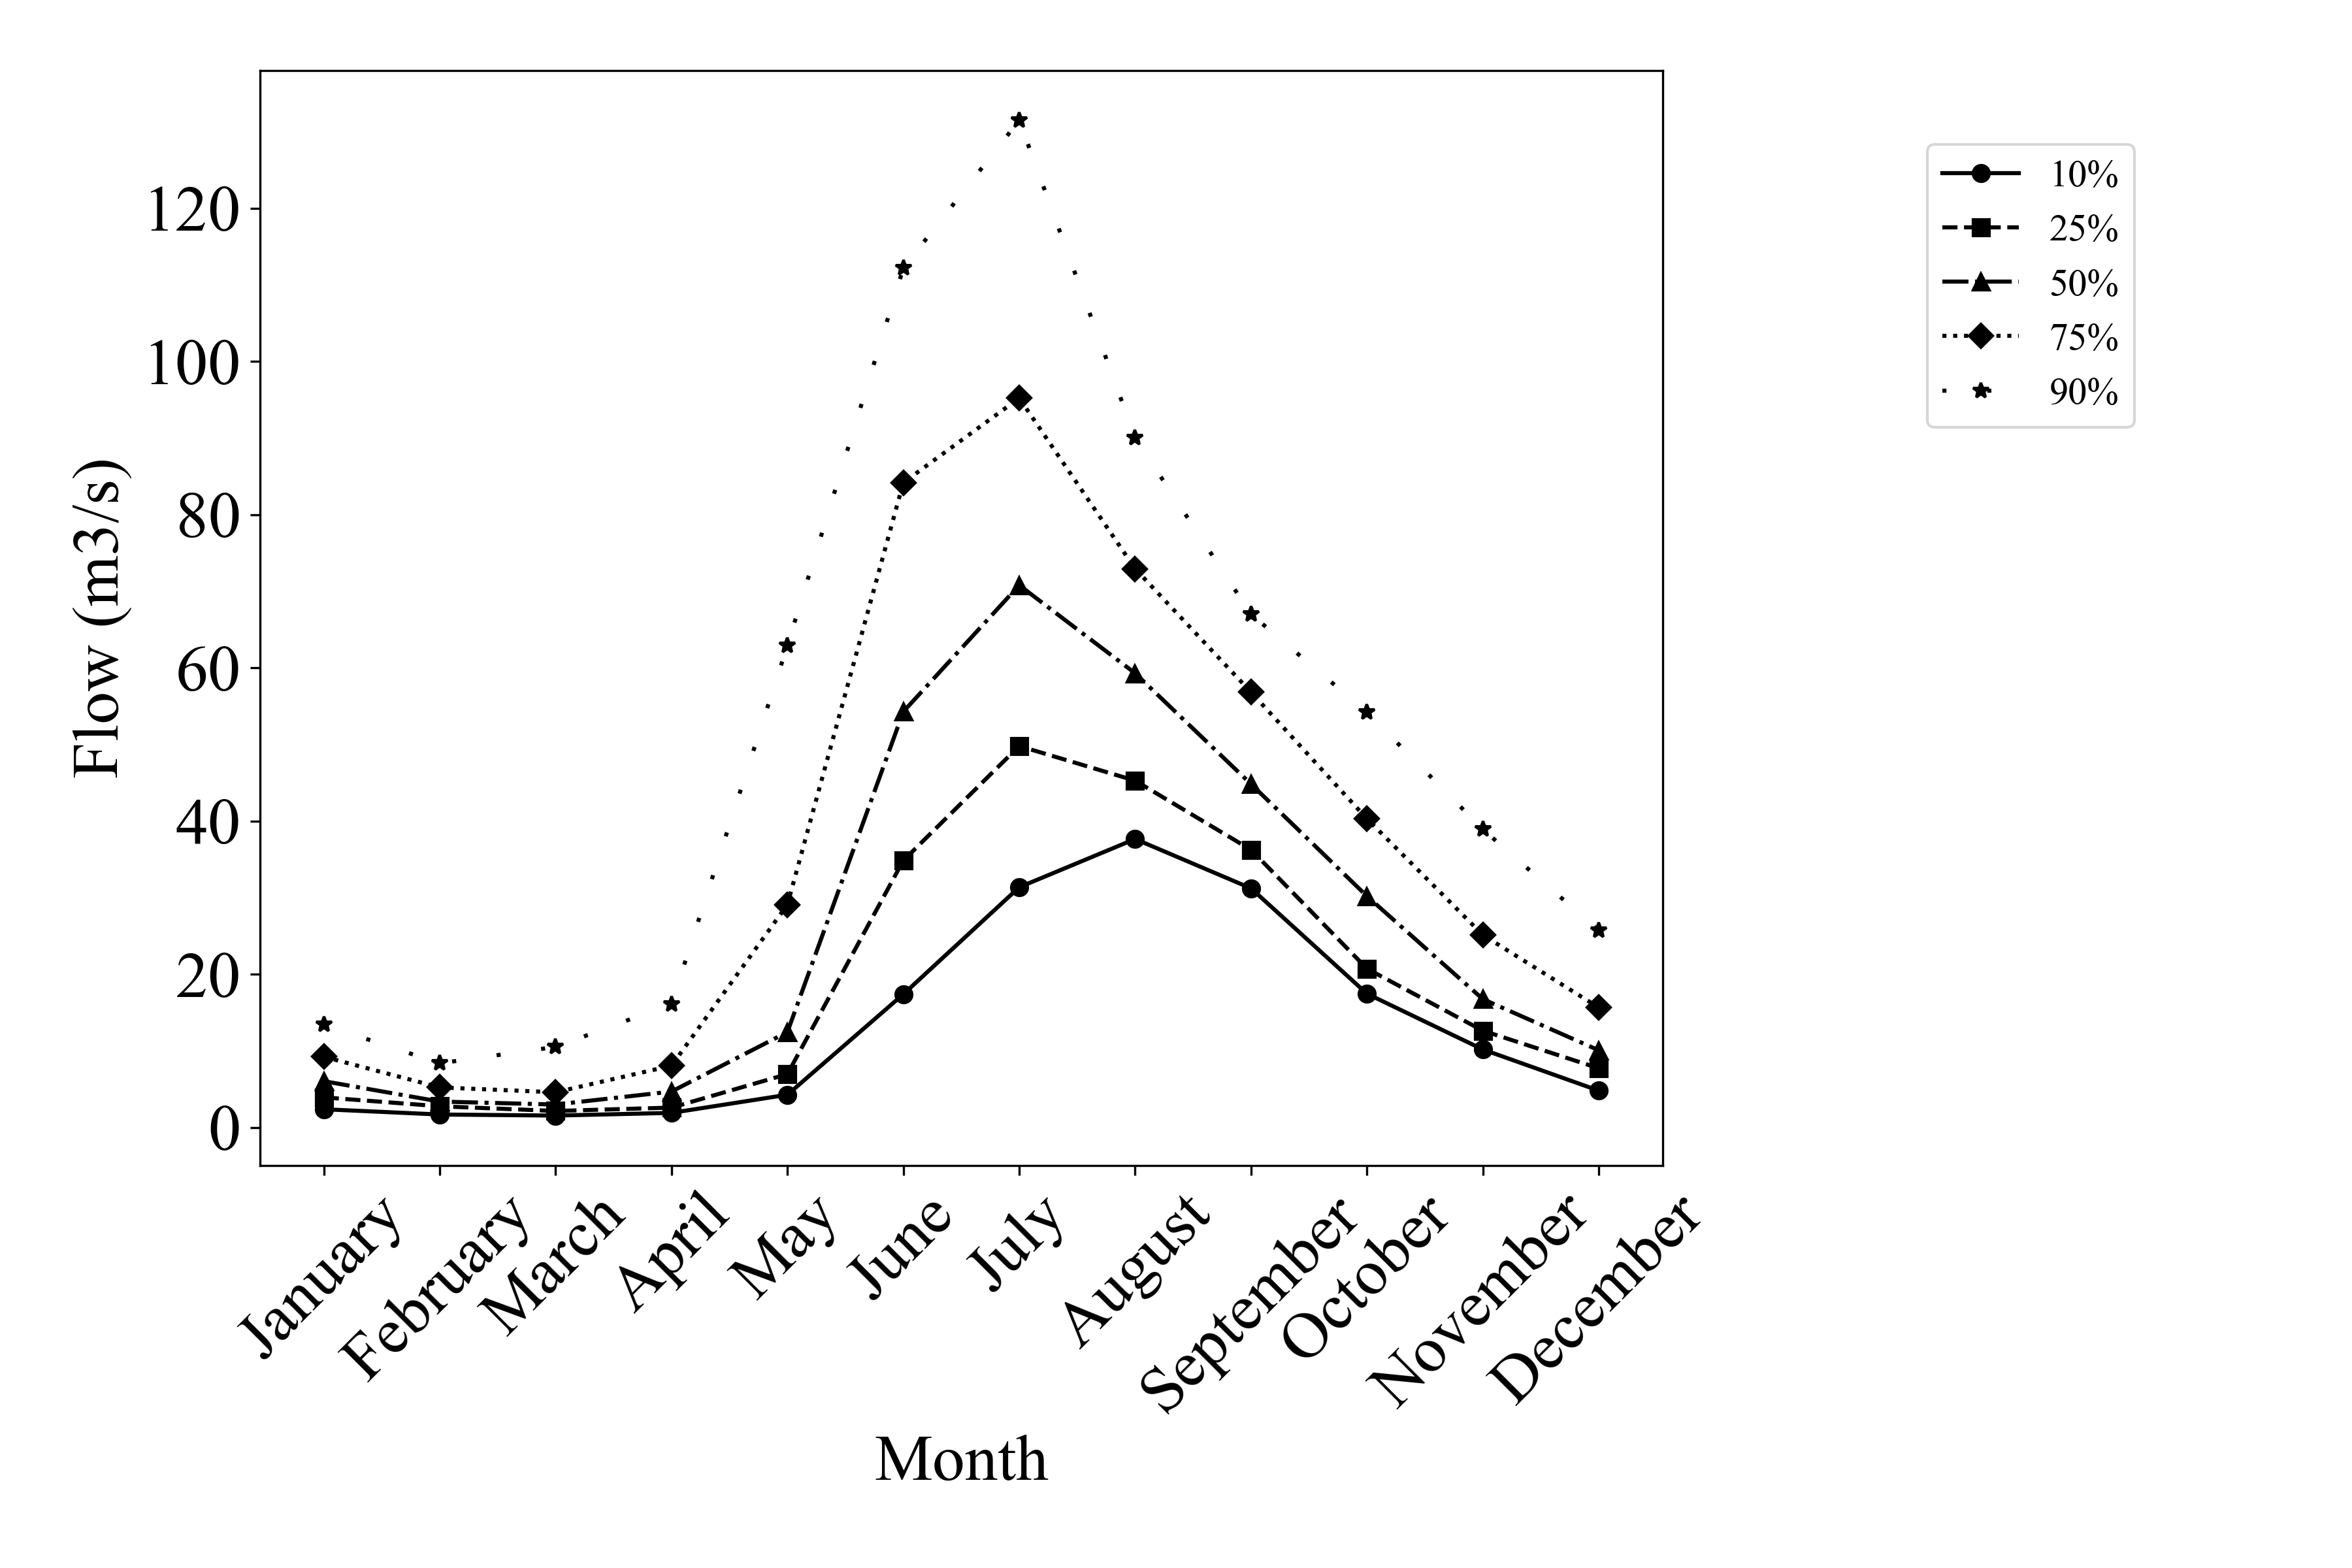 120
100
80
60
40
20
0
Flow (m3/s)
January
February
March
April
May
June
July
August
September
October
November
December
Month
10%
25%
50%
75%
90%